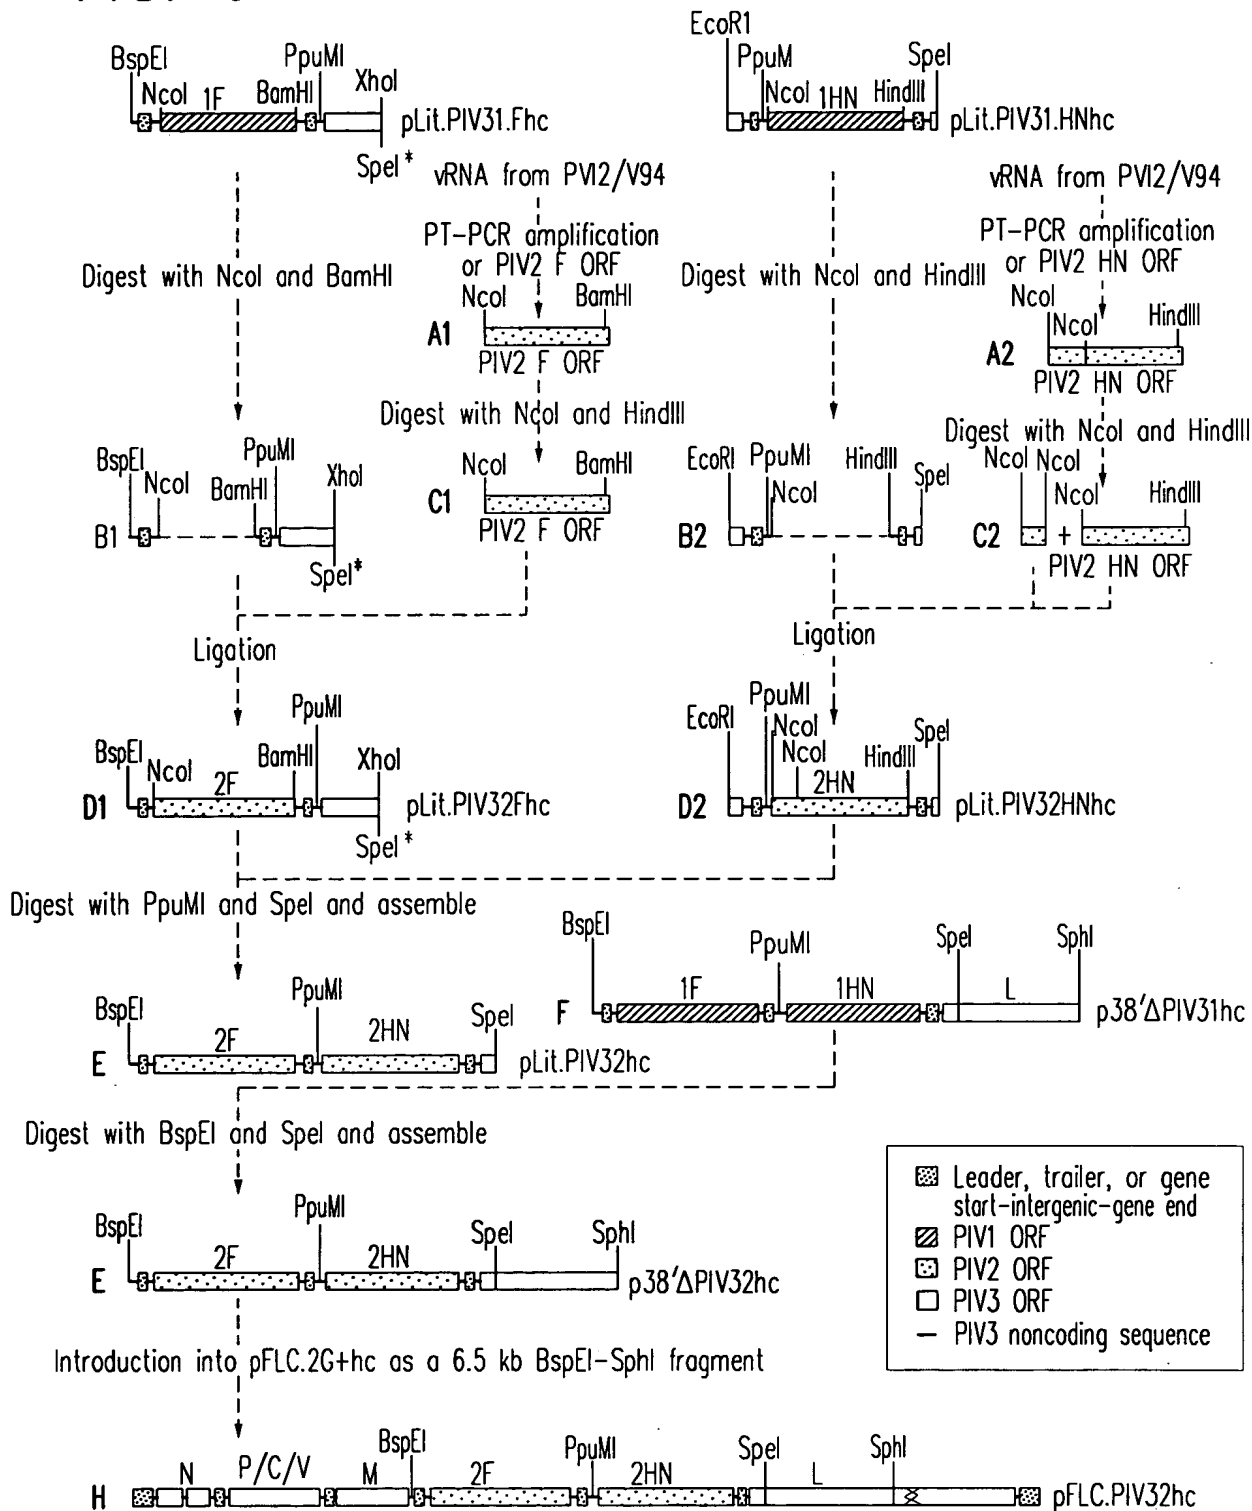 EcoR1
BspEI PpuMI PpuM SpeI
NcoI 1F BamHI XhoI NcoI 1HN HindIII
pLit.PIV31.Fhc pLit.PIV31.HNhc
SpeI*
vRNA from PVI2/V94 vRNA from PVI2/V94
PT-PCR amplification PT-PCR amplification
or PIV2 F ORF or PIV2 HN ORF
Digest with NcoI and BamHI Digest with NcoI and HindIII
NcoI BamHI NcoI NcoI HindIII
A1 A2
PIV2 F ORF PIV2 HN ORF
Digest with NcoI and HindIII Digest with NcoI and HindIII
BspEI NcoI BamHI PpuMI XhoI NcoI BamHI EcoRI PpuMI NcoI HindIII SpeI NcoI NcoI NcoI HindIII
B1 C1 B2 C2 +
SpeI* PIV2 F ORF PIV2 HN ORF
Ligation Ligation
BspEI NcoI 2F BamHI PpuMI XhoI EcoRI PpuMI NcoI NcoI 2HN HindIII SpeI
D1 pLit.PIV32Fhc D2 pLit.PIV32HNhc
SpeI*
Digest with PpuMI and SpeI and assemble
BspEI PpuMI SpeI SphI
1F 1HN L
F p38'ΔPIV31hc
BspEI PpuMI SpeI
2F 2HN
E pLit.PIV32hc
Digest with BspEI and SpeI and assemble
BspEI PpuMI SpeI SphI
2F 2HN
E p38'ΔPIV32hc
Leader, trailer, or gene
start-intergenic-gene end
PIV1 ORF
PIV2 ORF
PIV3 ORF
— PIV3 noncoding sequence
Introduction into pFLC.2G+hc as a 6.5 kb BspEI-SphI fragment
BspEI PpuMI SpeI SphI
N P/C/V M 2F 2HN L
H pFLC.PIV32hc